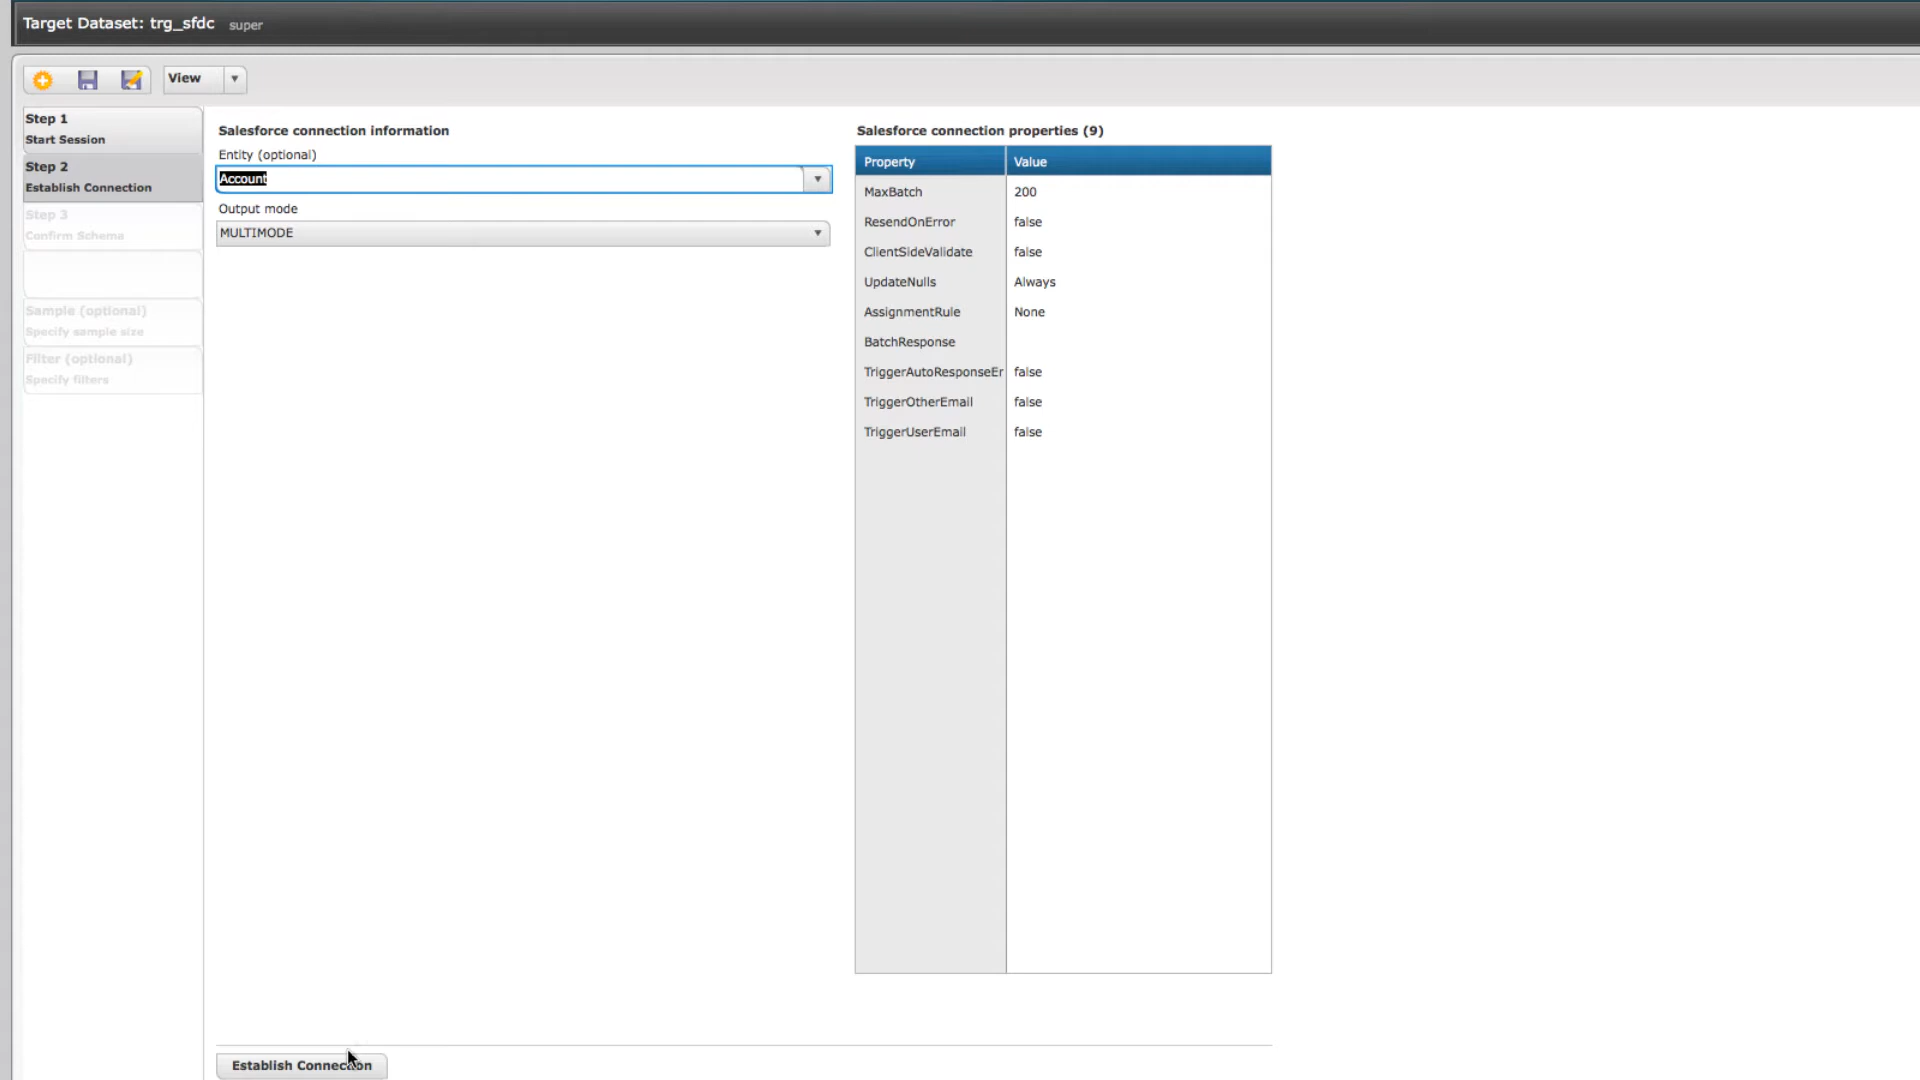 Target Dataset: trg_sfdc super
View
Step 1
Start Session
Step 2
Establish Connection
Step 3
Confirm Schema
Sample (optional)
Specify sample size
Filter (optional)
Specify filters
Salesforce connection information
Entity (optional)
Account
Output mode
MULTIMODE
Salesforce connection properties (9)
Property Value
MaxBatch 200
ResendOnError false
ClientSideValidate false
UpdateNulls Always
AssignmentRule None
BatchResponse
TriggerAutoResponseEr false
TriggerOtherEmail false
TriggerUserEmail false
Establish Connection